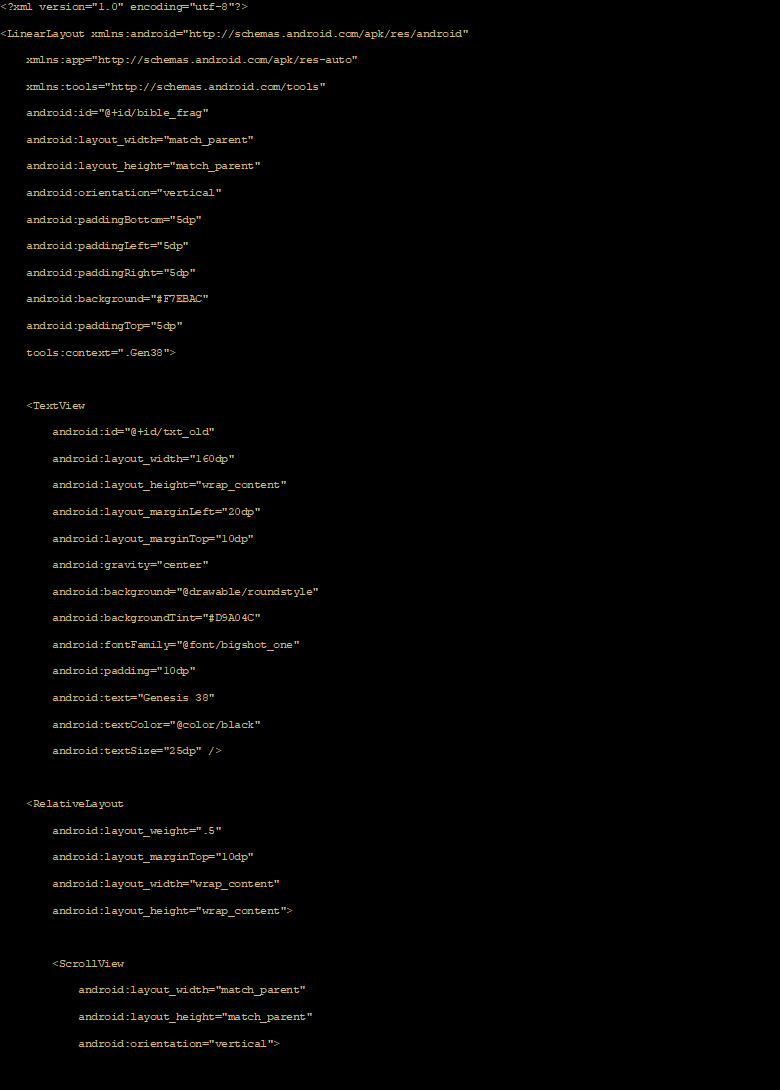 <?xml version="1.0" encoding="utf-8"?>
<LinearLayout xmlns:android="http://schemas.android.com/apk/res/android"
    xmlns:app="http://schemas.android.com/apk/res-auto"
    xmlns:tools="http://schemas.android.com/tools"
    android:id="@+id/bible_frag"
    android:layout_width="match_parent"
    android:layout_height="match_parent"
    android:orientation="vertical"
    android:paddingBottom="5dp"
    android:paddingLeft="5dp"
    android:paddingRight="5dp"
    android:background="#F7EBAC"
    android:paddingTop="5dp"
    tools:context=".Gen38">
    <TextView
        android:id="@+id/txt_old"
        android:layout_width="160dp"
        android:layout_height="wrap_content"
        android:layout_marginLeft="20dp"
        android:layout_marginTop="10dp"
        android:gravity="center"
        android:background="@drawable/roundstyle"
        android:backgroundTint="#D9A04C"
        android:fontFamily="@font/bigshot_one"
        android:padding="10dp"
        android:text="Genesis 38"
        android:textColor="@color/black"
        android:textSize="25dp" />
    <RelativeLayout
        android:layout_weight=".5"
        android:layout_marginTop="10dp"
        android:layout_width="wrap_content"
        android:layout_height="wrap_content">
        <ScrollView
            android:layout_width="match_parent"
            android:layout_height="match_parent"
            android:orientation="vertical">